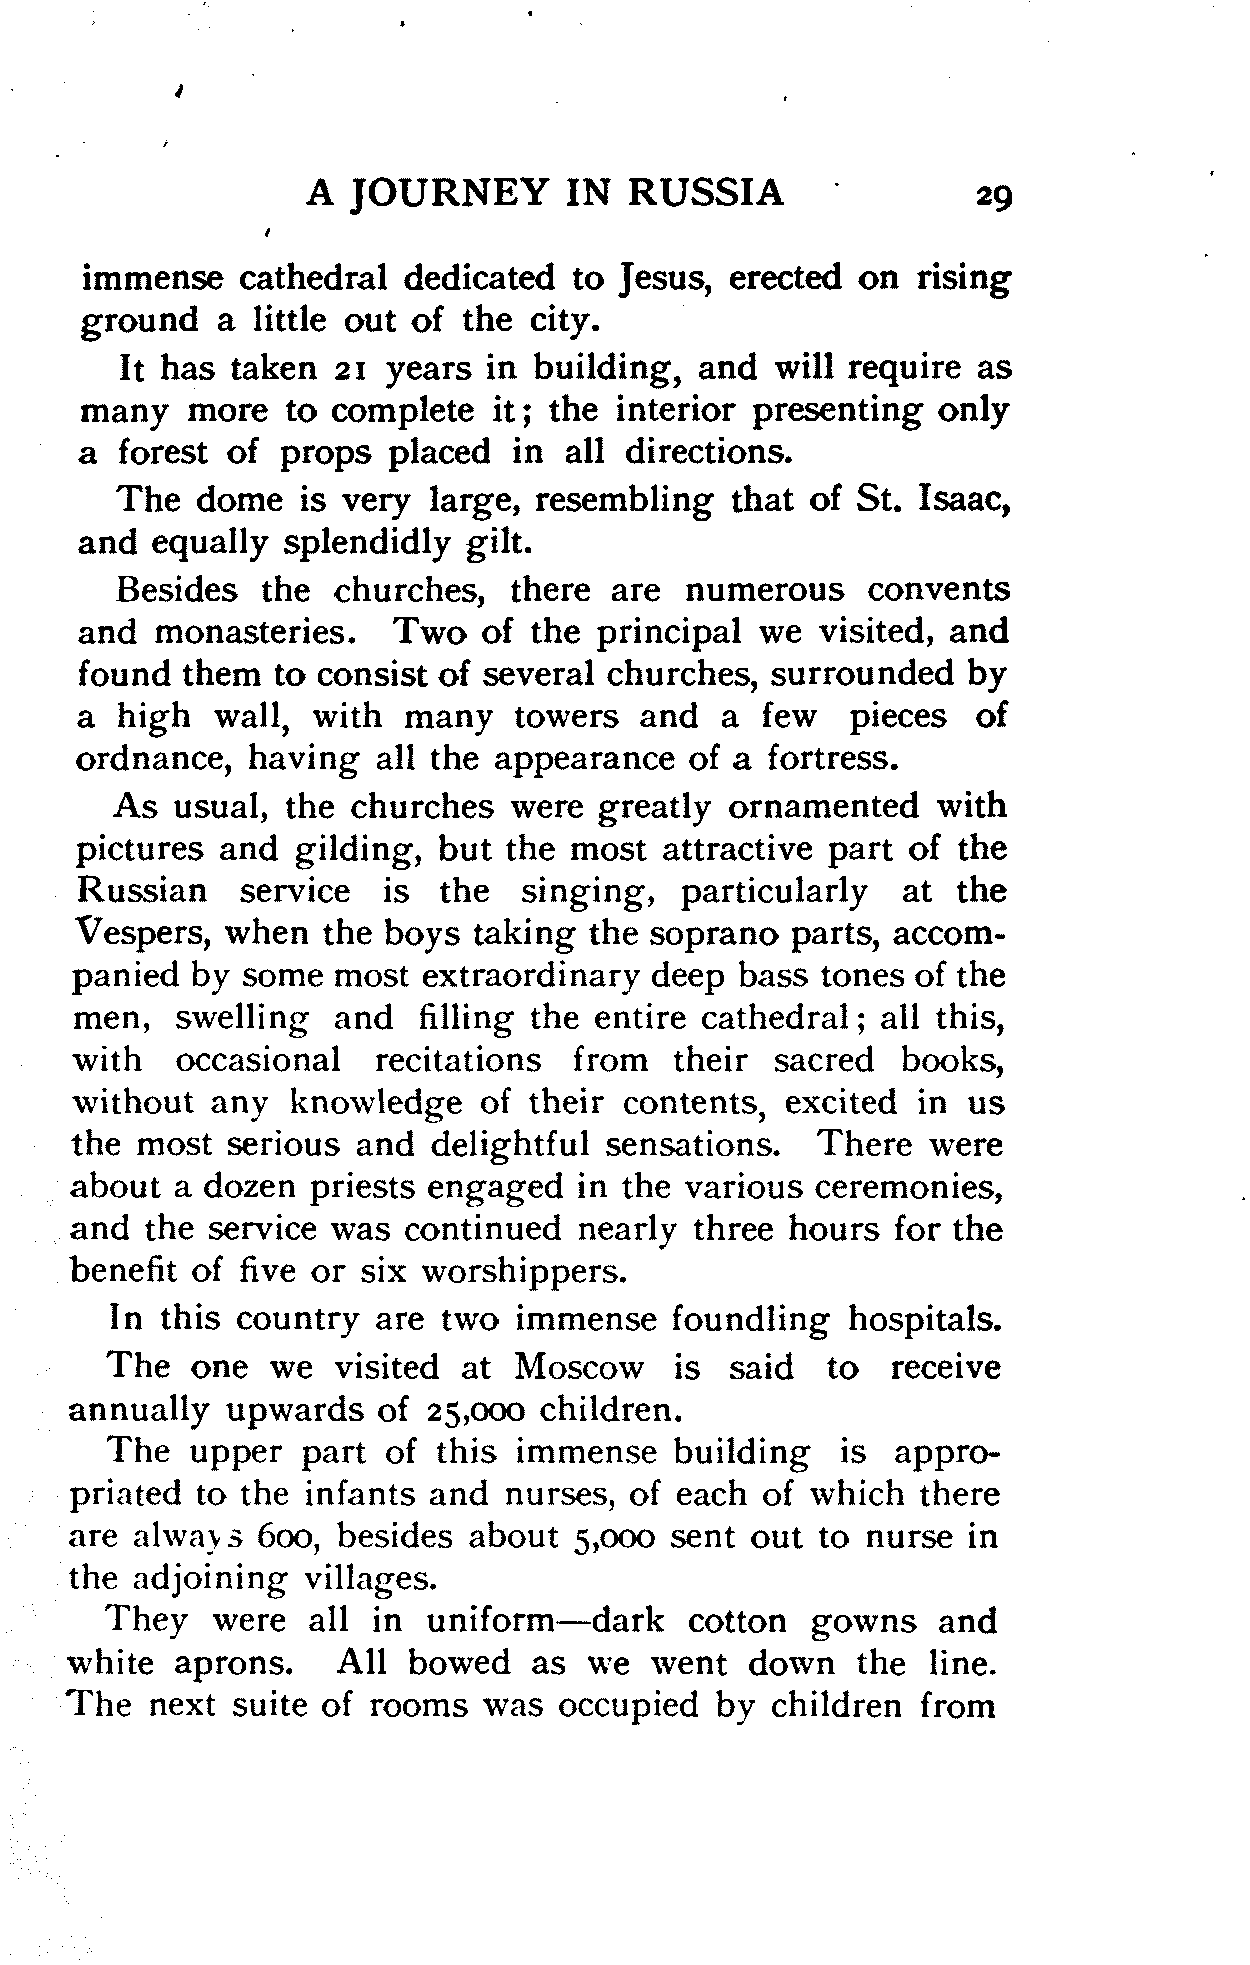 A JOURNEY IN RUSSIA 29
immense cathedral dedicated to Jesus, erected on rising
ground a little out of the city.
It has taken 21 years in building, and will require as
many more to complete it; the interior presenting only
a forest of props placed in all directions.
The dome is very large, resembling that of St. Isaac,
and equally splendidly gilt.
Besides the churches, there are numerous convents
and monasteries. Two of the principal we visited, and
found them to consist of several churches, surrounded by
a high wall, with many towers and a few pieces of
ordnance, having all the appearance of a fortress.
As usual, the churches were greatly ornamented with
pictures and gilding, but the most attractive part of the
Russian service is the singing, particularly at the
Vespers, when the boys taking the soprano parts, accom-
panied by some most extraordinary deep bass tones of the
men, swelling and filling the entire cathedral; all this,
with occasional recitations from their sacred books,
without any knowledge of their contents, excited in us
the most serious and delightful sensations. There were
about a dozen priests engaged in the various ceremonies,
and the service was continued nearly three hours for the
benefit of five or six worshippers.
In this country are two immense foundling hospitals.
The one we visited at Moscow is said to receive
annually upwards of 25,000 children.
The upper part of this immense building is appro-
priated to the infants and nurses, of each of which there
are always 600, besides about 5,000 sent out to nurse in
the adjoining villages.
They were all in uniform—dark cotton gowns and
white aprons. All bowed as we went down the line.
The next suite of rooms was occupied by children from